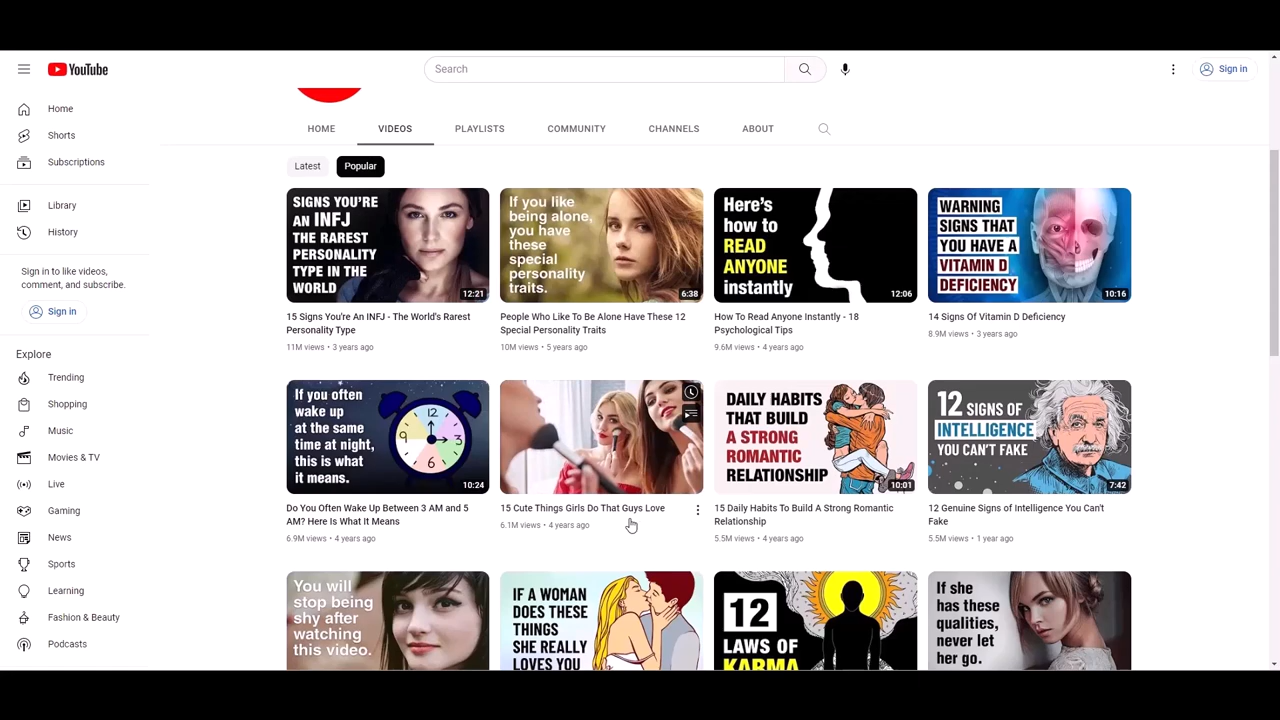 YouTube
Search
Sign in
Home
Shorts
Subscriptions
Library
History
Sign in to like videos,
comment, and subscribe.
Sign in
Explore
Trending
Shopping
Music
Movies & TV
Live
Gaming
News
Sports
Learning
Fashion & Beauty
Podcasts
HOME
VIDEOS
PLAYLISTS
COMMUNITY
CHANNELS
ABOUT
Latest
Popular
SIGNS YOU'RE
AN INFJ
THE RAREST
PERSONALITY
TYPE IN THE
WORLD
12:21
15 Signs You're An INFJ - The World's Rarest
Personality Type
11M views • 3 years ago
If you like
being alone,
you have
these
special
personality
traits.
6:38
People Who Like To Be Alone Have These 12
Special Personality Traits
10M views • 5 years ago
Here's
how to
READ
ANYONE
instantly
12:06
How To Read Anyone Instantly - 18
Psychological Tips
9.6M views • 4 years ago
WARNING
SIGNS THAT
YOU HAVE A
VITAMIN D
DEFICIENCY
10:16
14 Signs Of Vitamin D Deficiency
8.9M views • 3 years ago
If you often
wake up
at the same
time at night,
this is what
it means.
12
9
3
6
10:24
Do You Often Wake Up Between 3 AM and 5
AM? Here Is What It Means
6.9M views • 4 years ago
15 Cute Things Girls Do That Guys Love
6.1M views • 4 years ago
DAILY HABITS
THAT BUILD
A STRONG
ROMANTIC
RELATIONSHIP
10:01
15 Daily Habits To Build A Strong Romantic
Relationship
5.5M views • 4 years ago
12 SIGNS OF
INTELLIGENCE
YOU CAN'T FAKE
7:42
12 Genuine Signs of Intelligence You Can't
Fake
5.5M views • 1 year ago
You will
stop being
shy after
watching
this video.
IF A WOMAN
DOES THESE
THINGS
SHE REALLY
LOVES YOU
12
LAWS OF
KARMA
If she
has these
qualities,
never let
her go.